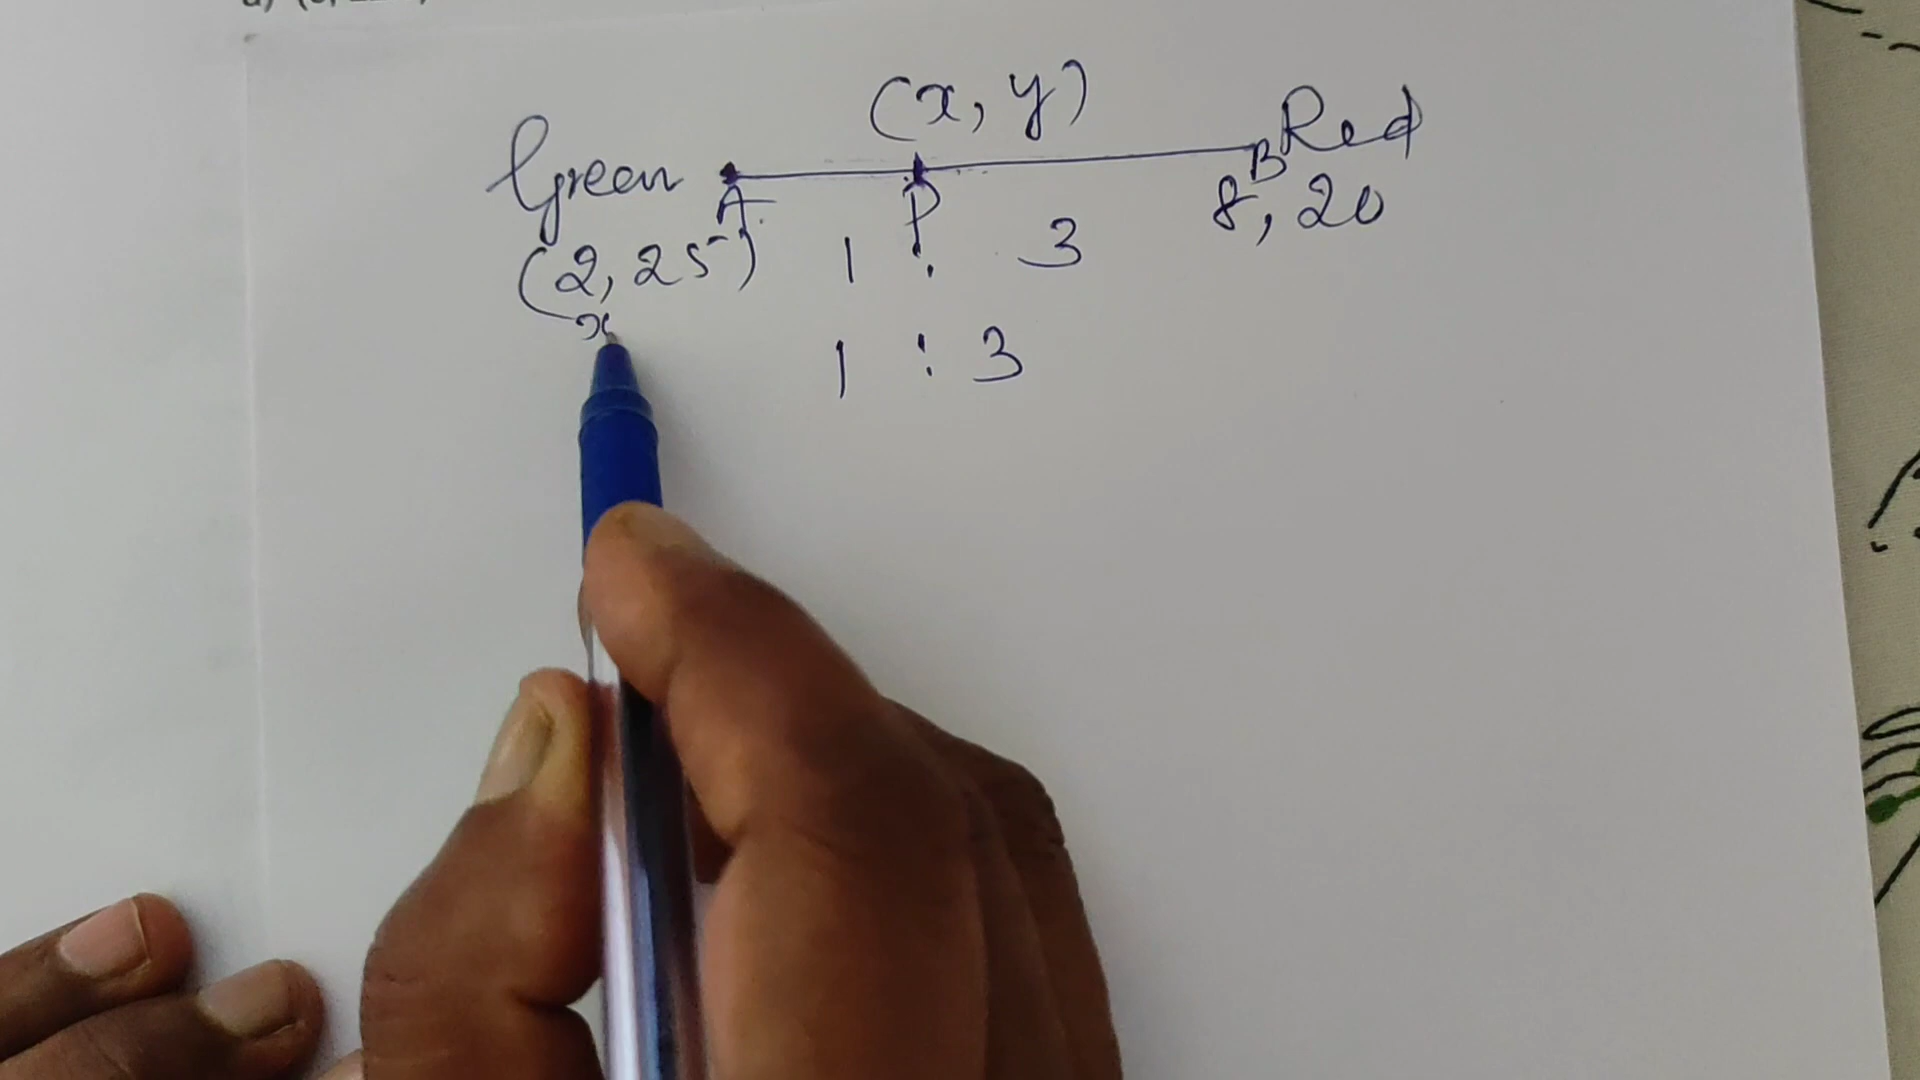 (x, y)
Green A P B Red
(2, 25) 1 : 3 8, 20
x
1 : 3